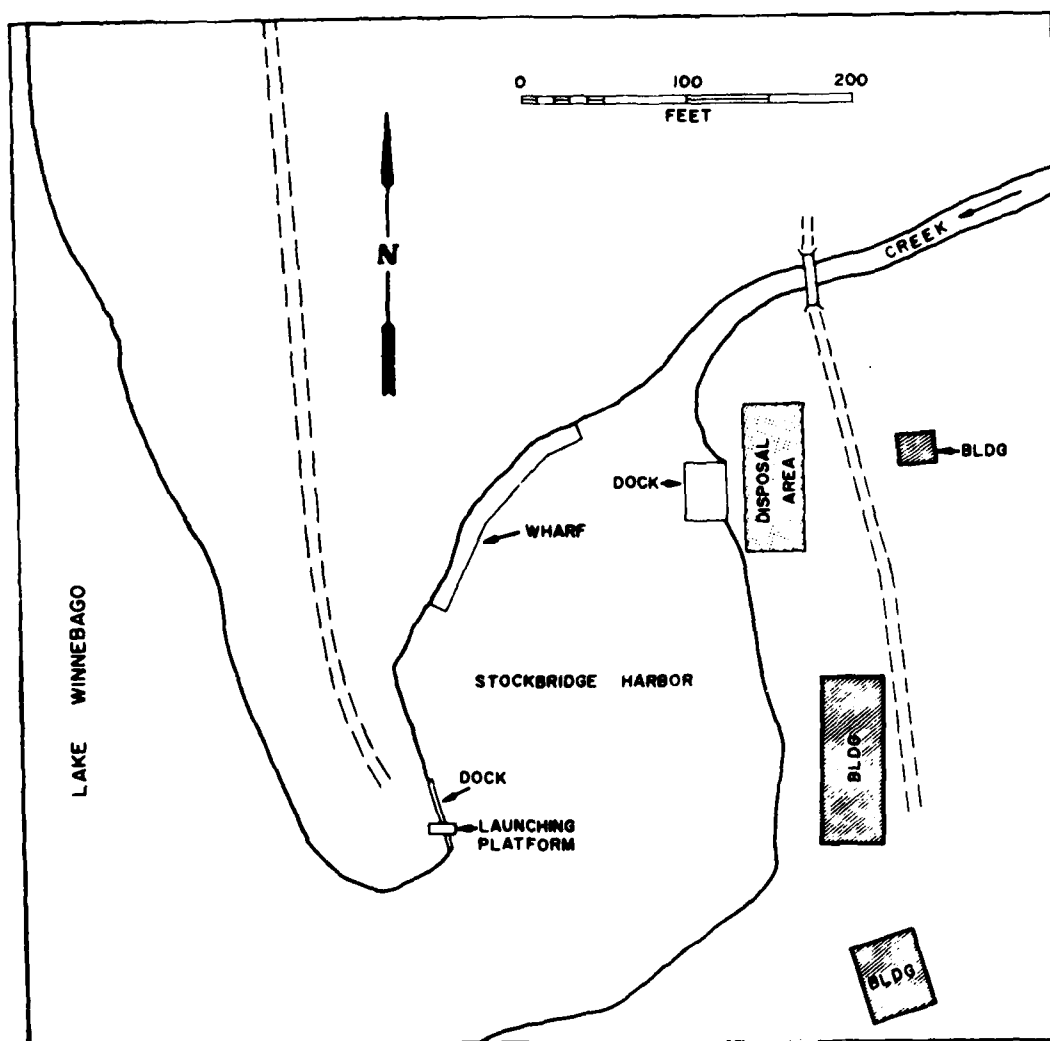 0 100 200
FEET
N
CREEK
DISPOSAL
AREA
BLDG
DOCK
WHARF
LAKE WINNEBAGO
STOCKBRIDGE HARBOR
BLDG
DOCK
LAUNCHING
PLATFORM
BLDG